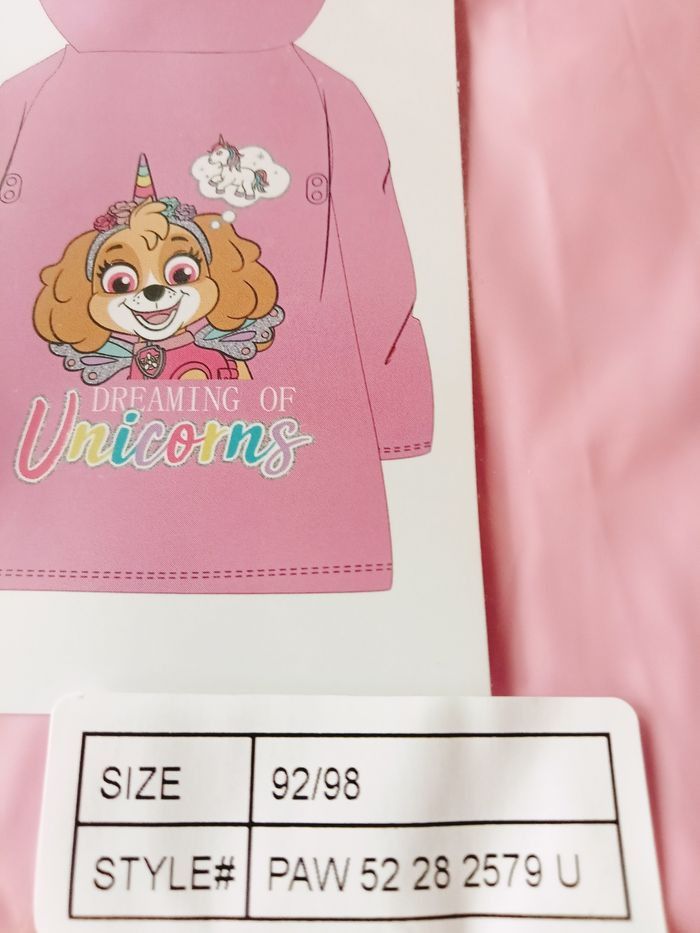 DREAMING OF
Unicorns
SIZE 92/98
STYLE# PAW 52 28 2579 U